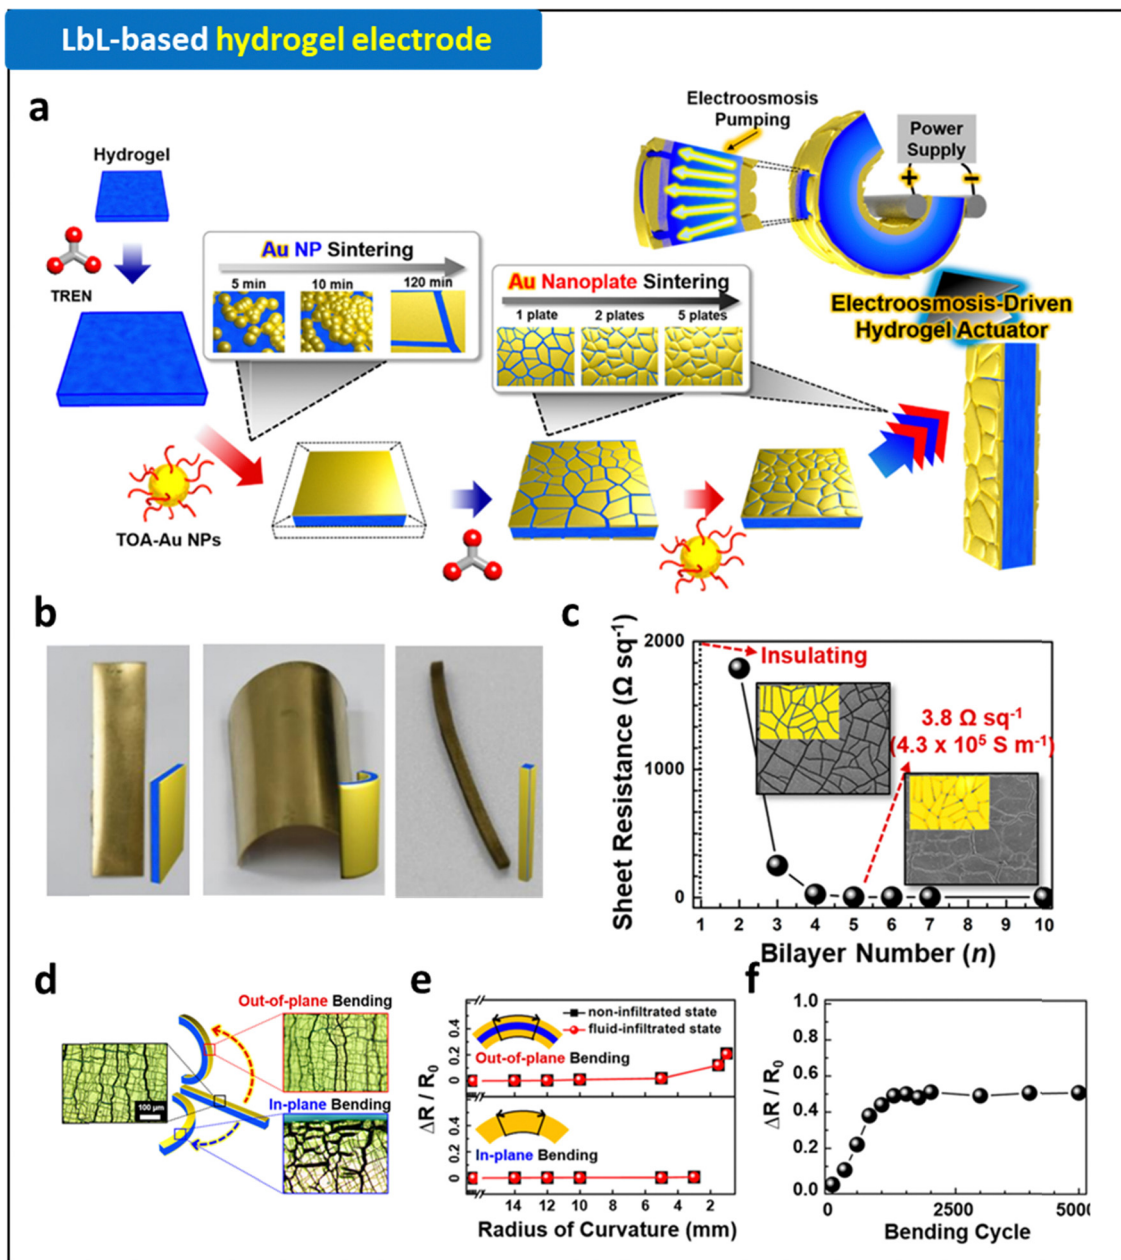 LbL-based hydrogel electrode
a
Hydrogel
TREN
Au NP Sintering
5 min
10 min
120 min
TOA-Au NPs
Au Nanoplate Sintering
1 plate
2 plates
5 plates
Electroosmosis
Pumping
Power
Supply
+
−
Electroosmosis-Driven
Hydrogel Actuator
b
c
Sheet Resistance (Ω sq⁻¹)
2000
1000
0
Insulating
3.8 Ω sq⁻¹
(4.3 x 10⁵ S m⁻¹)
1 2 3 4 5 6 7 8 9 10
Bilayer Number (n)
d
Out-of-plane Bending
100 µm
In-plane Bending
e
ΔR / R₀
0.4
0.2
0
non-infiltrated state
fluid-infiltrated state
Out-of-plane Bending
0.4
0.2
0
In-plane Bending
14 12 10 8 6 4 2
Radius of Curvature (mm)
f
ΔR / R₀
1.0
0.8
0.6
0.4
0.2
0.0
0 2500 5000
Bending Cycle